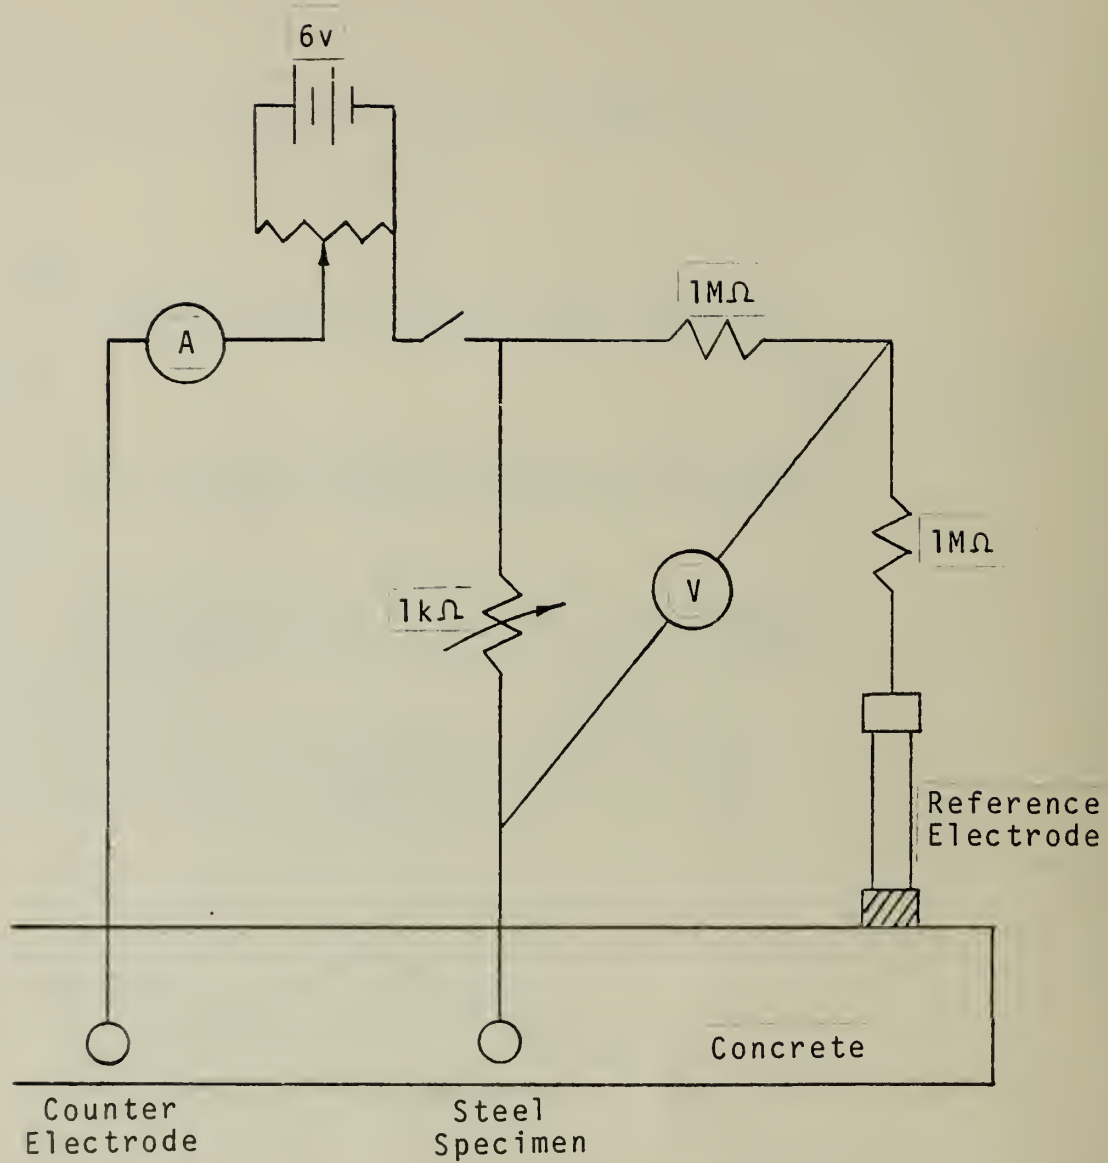 6v
1MΩ
A
1MΩ
1kΩ
V
Reference
Electrode
Concrete
Counter
Electrode
Steel
Specimen